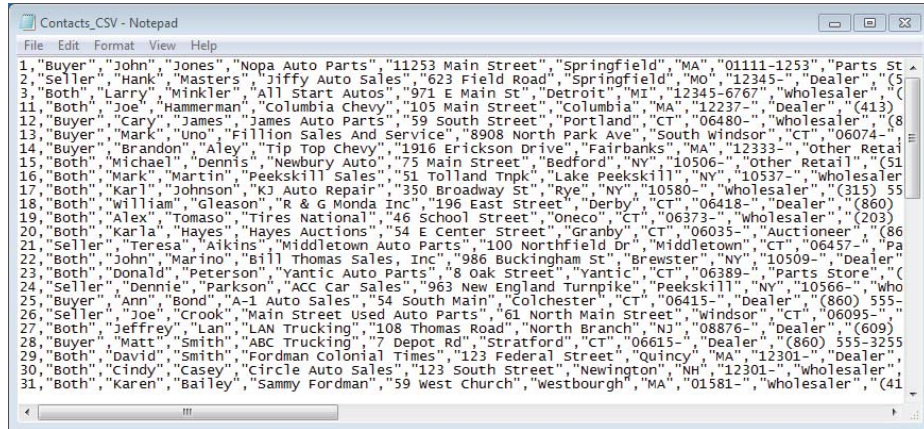 Contacts_CSV - Notepad
File Edit Format View Help
1,"Buyer","John","Jones","Nopa Auto Parts","11253 Main Street","Springfield","MA","01111-1253","Parts St
2,"Seller","Hank","Masters","Jiffy Auto Sales","623 Field Road","Springfield","MO","12345-","Dealer","(5
3,"Both","Larry","Minkler","All Start Autos","971 E Main St","Detroit","MI","12345-6767","Wholesaler","(
11,"Both","Joe","Hammerman","Columbia Chevy","105 Main Street","Columbia","MA","12237-","Dealer","(413)
12,"Buyer","Cary","James","James Auto Parts","59 South Street","Portland","CT","06480-","Wholesaler","(8
13,"Buyer","Mark","Uno","Fillion Sales And Service","8908 North Park Ave","South Windsor","CT","06074-","
14,"Buyer","Brandon","Aley","Tip Top Chevy","1916 Erickson Drive","Fairbanks","MA","12333-","Other Retai
15,"Both","Michael","Dennis","Newbury Auto","75 Main Street","Bedford","NY","10506-","Other Retail","(51
16,"Both","Mark","Martin","Peekskill Sales","51 Tolland Tnpk","Lake Peekskill","NY","10537-","Wholesaler
17,"Both","Karl","Johnson","KJ Auto Repair","350 Broadway St","Rye","NY","10580-","Wholesaler","(315) 55
18,"Both","William","Gleason","R & G Monda Inc","196 East Street","Derby","CT","06418-","Dealer","(860)
19,"Both","Alex","Tomaso","Tires National","46 School Street","Oneco","CT","06373-","Wholesaler","(203)
20,"Both","Karla","Hayes","Hayes Auctions","54 E Center Street","Granby","CT","06035-","Auctioneer","(86
21,"Seller","Teresa","Aikins","Middletown Auto Parts","100 Northfield Dr","Middletown","CT","06457-","Pa
22,"Both","John","Marino","Bill Thomas Sales, Inc","986 Buckingham St","Brewster","NY","10509-","Dealer"
23,"Both","Donald","Peterson","Yantic Auto Parts","8 Oak Street","Yantic","CT","06389-","Parts Store","(
24,"Seller","Dennie","Parkson","ACC Car Sales","963 New England Turnpike","Peekskill","NY","10566-","Who
25,"Buyer","Ann","Bond","A-1 Auto Sales","54 South Main","Colchester","CT","06415-","Dealer","(860) 555-
26,"Seller","Joe","Crook","Main Street Used Auto Parts","61 North Main Street","Windsor","CT","06095-","
27,"Both","Jeffrey","Lan","LAN Trucking","108 Thomas Road","North Branch","NJ","08876-","Dealer","(609)
28,"Buyer","Matt","Smith","ABC Trucking","7 Depot Rd","Stratford","CT","06615-","Dealer","(860) 555-3255
29,"Both","David","Smith","Fordman Colonial Times","123 Federal Street","Quincy","MA","12301-","Dealer",
30,"Both","Cindy","Casey","Circle Auto Sales","123 South Street","Newington","NH","12301-","Wholesaler",
31,"Both","Karen","Bailey","Sammy Fordman","59 West Church","Westbourgh","MA","01581-","Wholesaler","(41